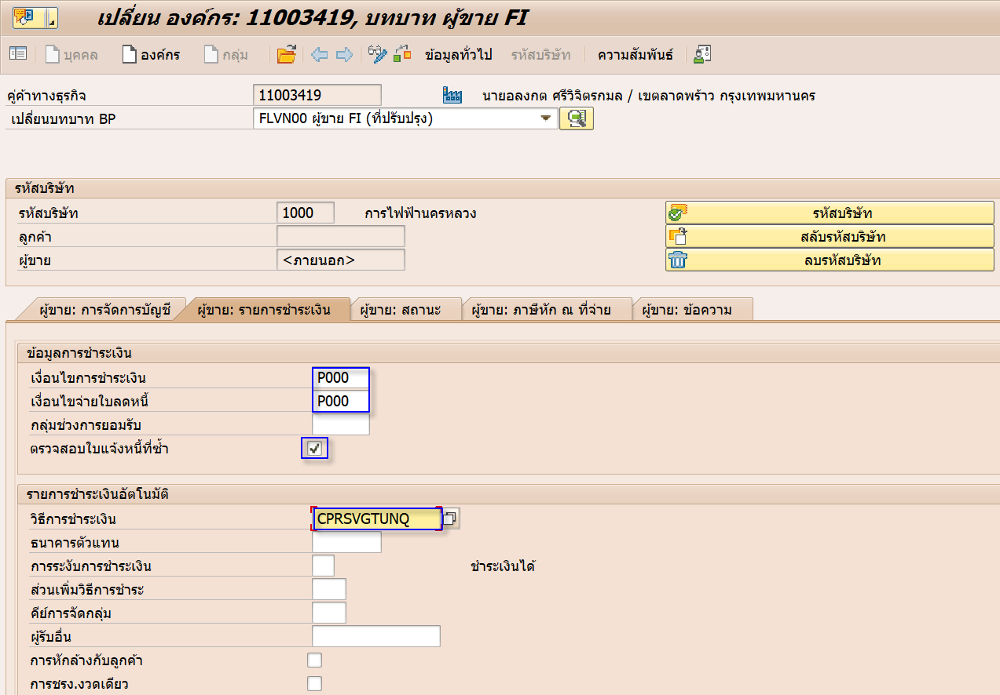 เปลี่ยน องค์กร: 11003419, บทบาท ผู้ขาย FI
บุคคล องค์กร กลุ่ม ข้อมูลทั่วไป รหัสบริษัท ความสัมพันธ์
คู่ค้าทางธุรกิจ 11003419 นายอลงกต ศรีวิจิตรกมล / เขตลาดพร้าว กรุงเทพมหานคร
เปลี่ยนบทบาท BP FLVN00 ผู้ขาย FI (ที่ปรับปรุง)
รหัสบริษัท
รหัสบริษัท 1000 การไฟฟ้านครหลวง รหัสบริษัท
ลูกค้า สลับรหัสบริษัท
ผู้ขาย <ภายนอก> ลบรหัสบริษัท
ผู้ขาย: การจัดการบัญชี ผู้ขาย: รายการชำระเงิน ผู้ขาย: สถานะ ผู้ขาย: ภาษีหัก ณ ที่จ่าย ผู้ขาย: ข้อความ
ข้อมูลการชำระเงิน
เงื่อนไขการชำระเงิน P000
เงื่อนไขจ่ายใบลดหนี้ P000
กลุ่มช่วงการยอมรับ
ตรวจสอบใบแจ้งหนี้ที่ซ้ำ
รายการชำระเงินอัตโนมัติ
วิธีการชำระเงิน CPRSVGTUNQ
ธนาคารตัวแทน
การระงับการชำระเงิน ชำระเงินได้
ส่วนเพิ่มวิธีการชำระ
คีย์การจัดกลุ่ม
ผู้รับอื่น
การหักล้างกับลูกค้า
การชรง.งวดเดียว